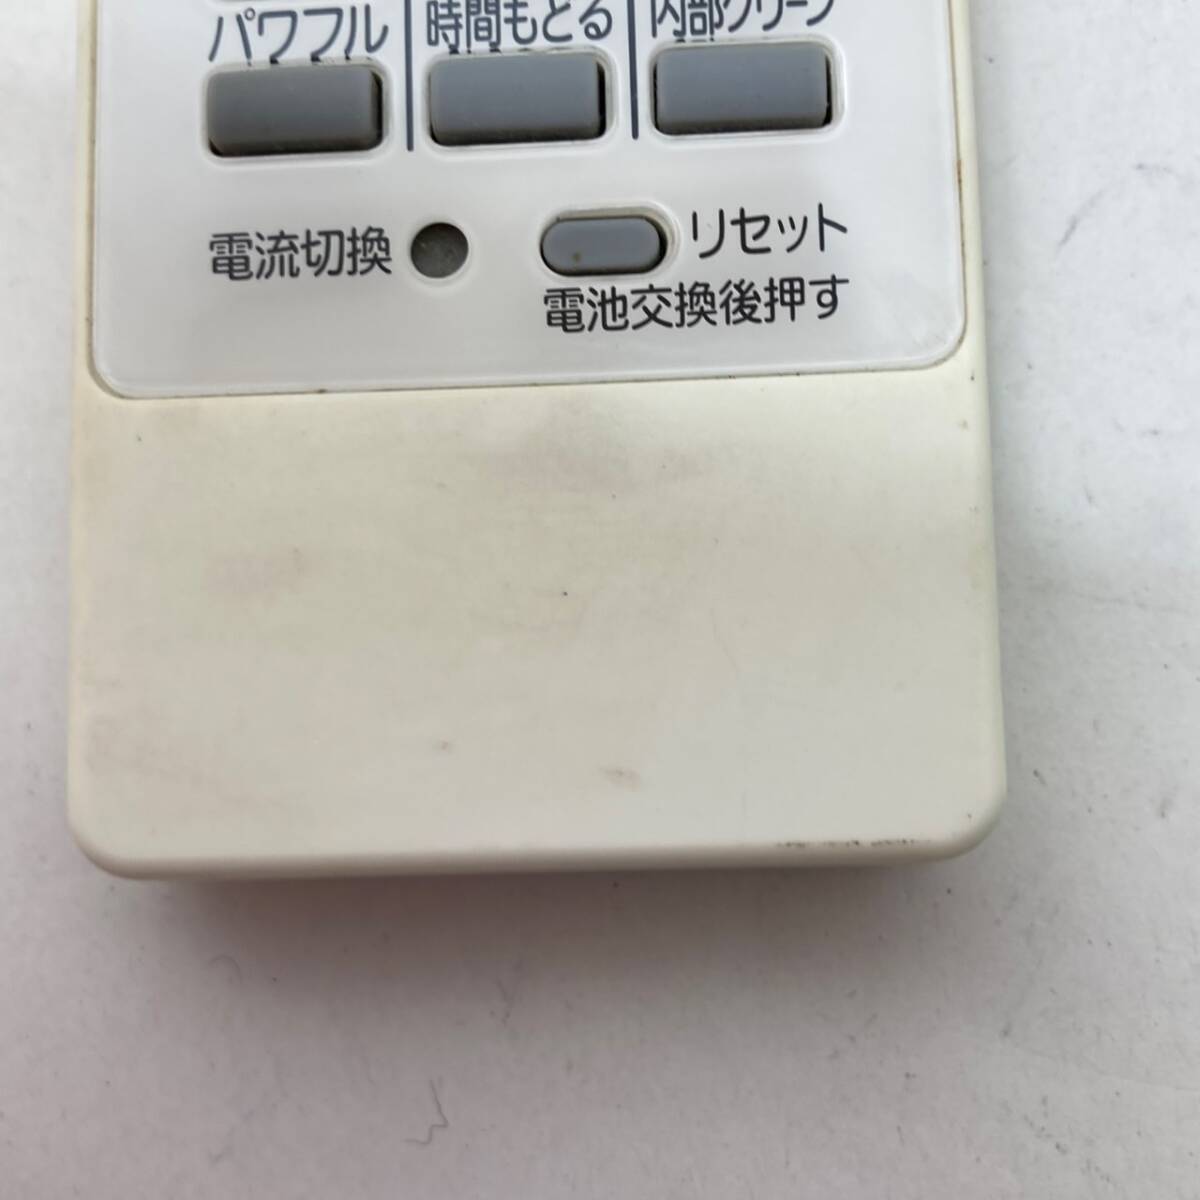 パワフル 時間もどる 内部クリーン
電流切換 リセット
電池交換後押す